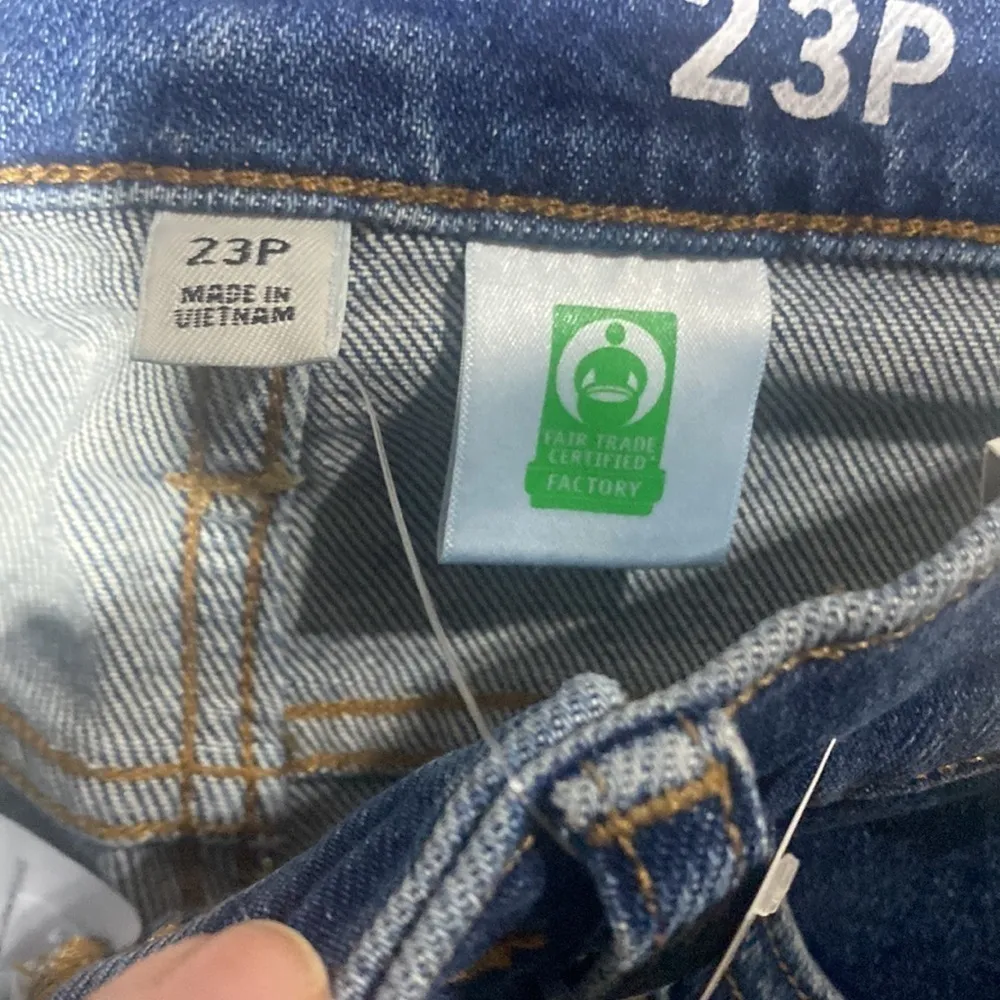 23P
23P
MADE IN
VIETNAM
FAIR TRADE
CERTIFIED
FACTORY